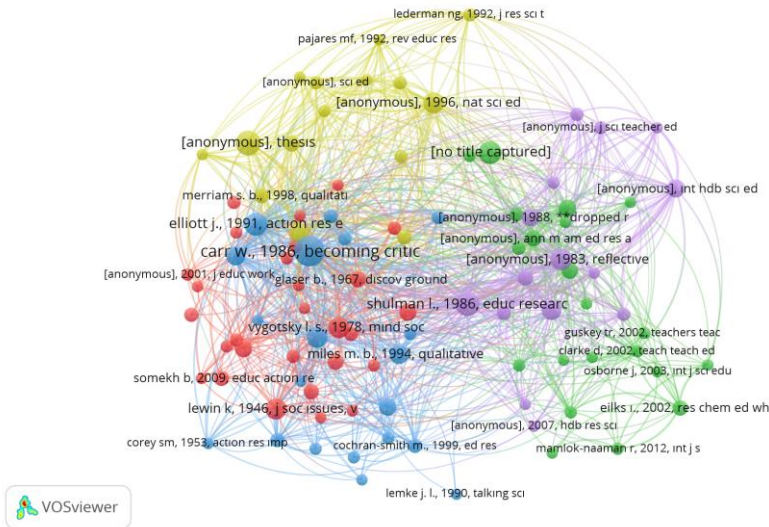 lederman ng, 1992, j res sci t
pajares mf, 1992, rev educ res
[anonymous], sci ed
[anonymous], 1996, nat sci ed
[anonymous], j sci teacher ed
[anonymous], thesis
[no title captured]
[anonymous], int hdb sci ed
merriam s. b., 1998, qualitati
elliott j., 1991, action res e
[anonymous], 1988, **dropped r
carr w., 1986, becoming critic
[anonymous], ann m am ed res a
[anonymous], 1983, reflective
[anonymous], 2001, j educ work
glaser b., 1967, discov ground
shulman l., 1986, educ researc
vygotsky l. s., 1978, mind soc
guskey tr, 2002, teachers teac
miles m. b., 1994, qualitative
clarke d, 2002, teach teach ed
osborne j, 2003, int j sci edu
somekh b, 2009, educ action re
lewin k, 1946, j soc issues, v
eilks i., 2002, res chem ed wh
[anonymous], 2007, hdb res sci
corey sm, 1953, action res imp
cochran-smith m., 1999, ed res
mamlok-naaman r, 2012, int j s
lemke j. l., 1990, talking sci
VOSviewer